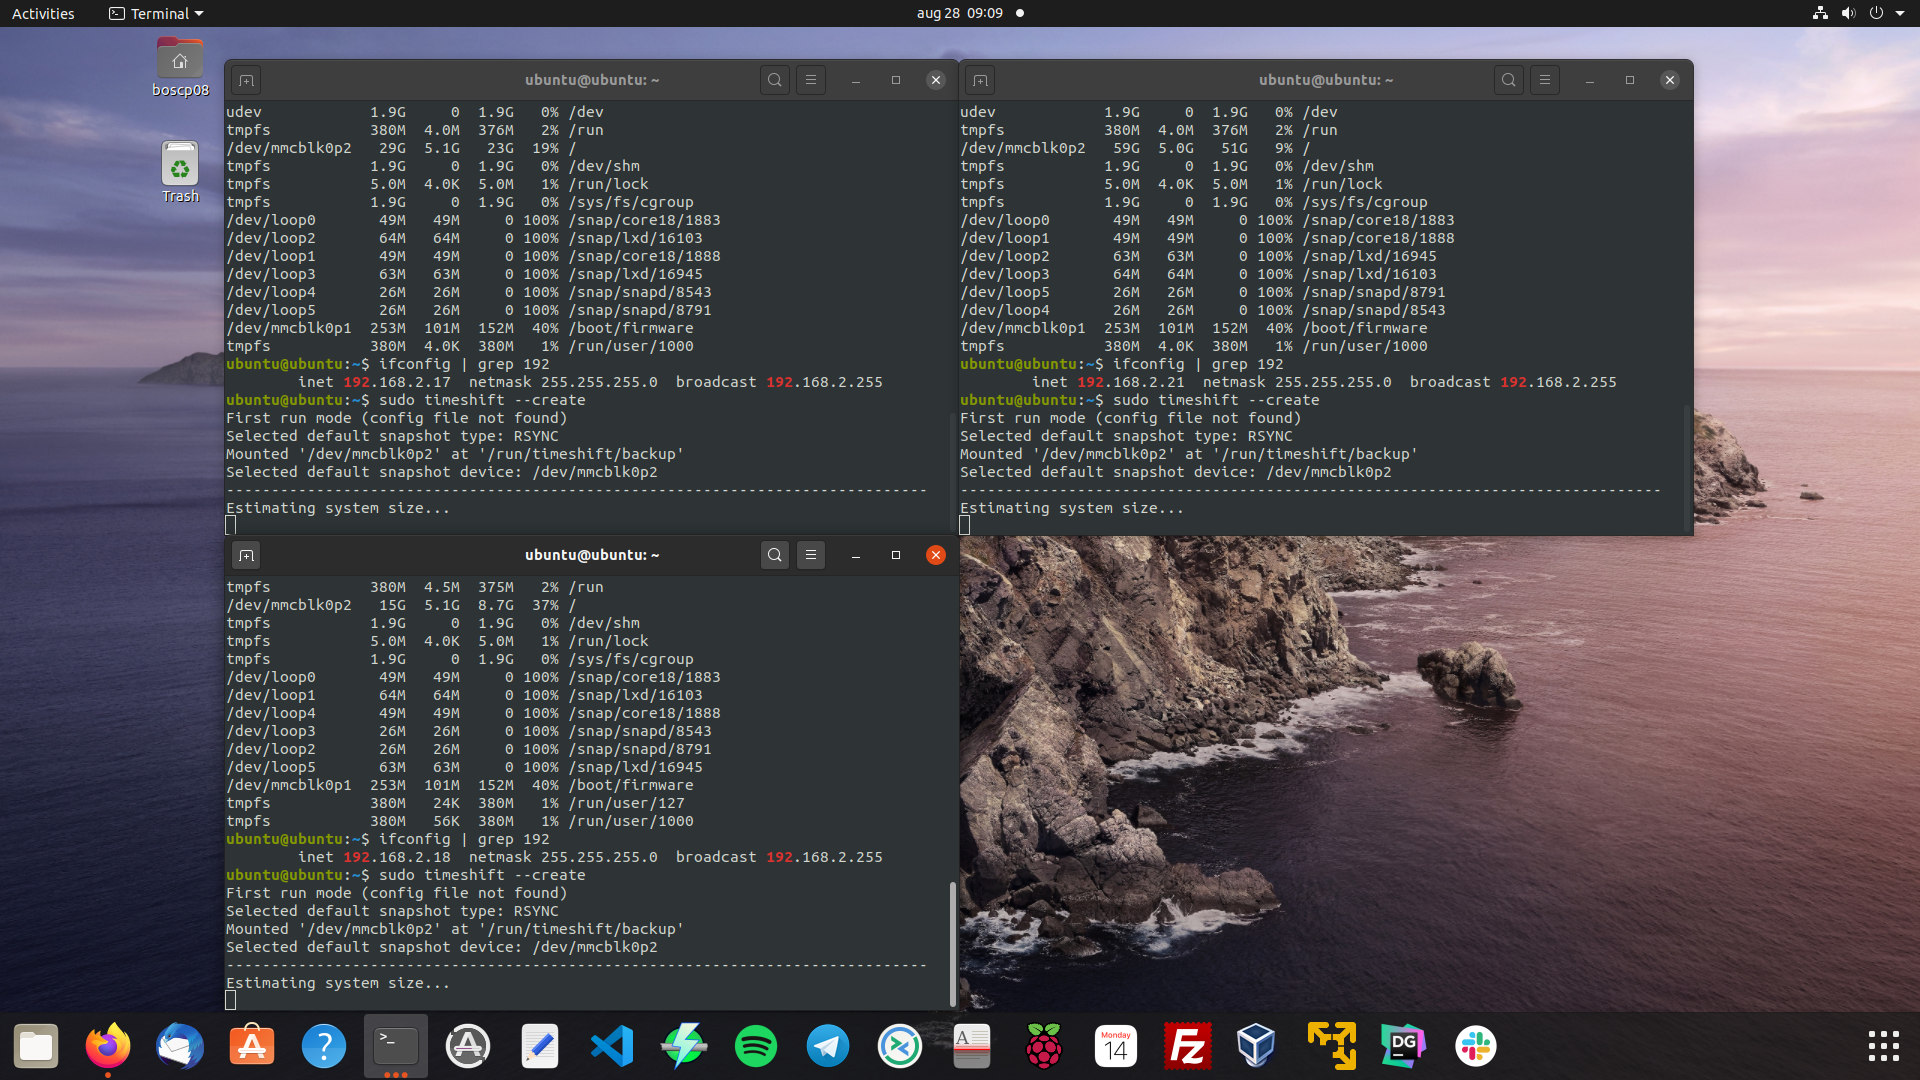 Activities
Terminal
aug 28 09:09
boscp08
Trash
ubuntu@ubuntu: ~
udev 1.9G 0 1.9G 0% /dev
tmpfs 380M 4.0M 376M 2% /run
/dev/mmcblk0p2 29G 5.1G 23G 19% /
tmpfs 1.9G 0 1.9G 0% /dev/shm
tmpfs 5.0M 4.0K 5.0M 1% /run/lock
tmpfs 1.9G 0 1.9G 0% /sys/fs/cgroup
/dev/loop0 49M 49M 0 100% /snap/core18/1883
/dev/loop2 64M 64M 0 100% /snap/lxd/16103
/dev/loop1 49M 49M 0 100% /snap/core18/1888
/dev/loop3 63M 63M 0 100% /snap/lxd/16945
/dev/loop4 26M 26M 0 100% /snap/snapd/8543
/dev/loop5 26M 26M 0 100% /snap/snapd/8791
/dev/mmcblk0p1 253M 101M 152M 40% /boot/firmware
tmpfs 380M 4.0K 380M 1% /run/user/1000
ubuntu@ubuntu:~$ ifconfig | grep 192
inet 192.168.2.17 netmask 255.255.255.0 broadcast 192.168.2.255
ubuntu@ubuntu:~$ sudo timeshift --create
First run mode (config file not found)
Selected default snapshot type: RSYNC
Mounted '/dev/mmcblk0p2' at '/run/timeshift/backup'
Selected default snapshot device: /dev/mmcblk0p2
------------------------------------------------------------------------------
Estimating system size...
ubuntu@ubuntu: ~
udev 1.9G 0 1.9G 0% /dev
tmpfs 380M 4.0M 376M 2% /run
/dev/mmcblk0p2 59G 5.0G 51G 9% /
tmpfs 1.9G 0 1.9G 0% /dev/shm
tmpfs 5.0M 4.0K 5.0M 1% /run/lock
tmpfs 1.9G 0 1.9G 0% /sys/fs/cgroup
/dev/loop0 49M 49M 0 100% /snap/core18/1883
/dev/loop1 49M 49M 0 100% /snap/core18/1888
/dev/loop2 63M 63M 0 100% /snap/lxd/16945
/dev/loop3 64M 64M 0 100% /snap/lxd/16103
/dev/loop5 26M 26M 0 100% /snap/snapd/8791
/dev/loop4 26M 26M 0 100% /snap/snapd/8543
/dev/mmcblk0p1 253M 101M 152M 40% /boot/firmware
tmpfs 380M 4.0K 380M 1% /run/user/1000
ubuntu@ubuntu:~$ ifconfig | grep 192
inet 192.168.2.21 netmask 255.255.255.0 broadcast 192.168.2.255
ubuntu@ubuntu:~$ sudo timeshift --create
First run mode (config file not found)
Selected default snapshot type: RSYNC
Mounted '/dev/mmcblk0p2' at '/run/timeshift/backup'
Selected default snapshot device: /dev/mmcblk0p2
------------------------------------------------------------------------------
Estimating system size...
ubuntu@ubuntu: ~
tmpfs 380M 4.5M 375M 2% /run
/dev/mmcblk0p2 15G 5.1G 8.7G 37% /
tmpfs 1.9G 0 1.9G 0% /dev/shm
tmpfs 5.0M 4.0K 5.0M 1% /run/lock
tmpfs 1.9G 0 1.9G 0% /sys/fs/cgroup
/dev/loop0 49M 49M 0 100% /snap/core18/1883
/dev/loop1 64M 64M 0 100% /snap/lxd/16103
/dev/loop4 49M 49M 0 100% /snap/core18/1888
/dev/loop3 26M 26M 0 100% /snap/snapd/8543
/dev/loop2 26M 26M 0 100% /snap/snapd/8791
/dev/loop5 63M 63M 0 100% /snap/lxd/16945
/dev/mmcblk0p1 253M 101M 152M 40% /boot/firmware
tmpfs 380M 24K 380M 1% /run/user/127
tmpfs 380M 56K 380M 1% /run/user/1000
ubuntu@ubuntu:~$ ifconfig | grep 192
inet 192.168.2.18 netmask 255.255.255.0 broadcast 192.168.2.255
ubuntu@ubuntu:~$ sudo timeshift --create
First run mode (config file not found)
Selected default snapshot type: RSYNC
Mounted '/dev/mmcblk0p2' at '/run/timeshift/backup'
Selected default snapshot device: /dev/mmcblk0p2
------------------------------------------------------------------------------
Estimating system size...
Monday
14
Fz
DG